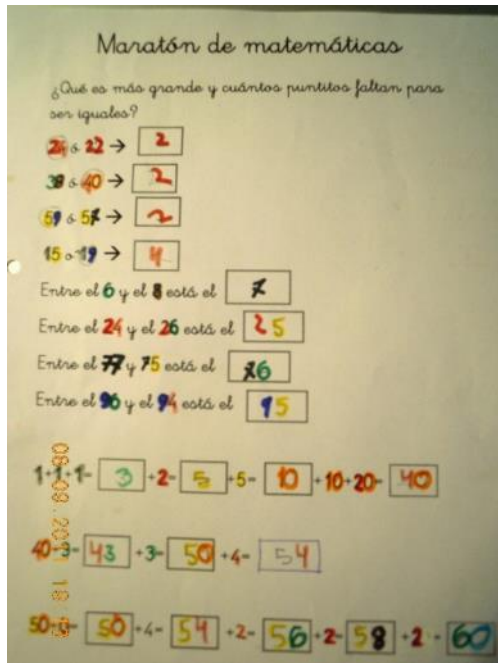 Maratón de matemáticas
¿Qué es más grande y cuántos puntitos faltan para
ser iguales?
24 ó 22 → 2
38 ó 40 → 2
59 ó 57 → 2
15 o 19 → 4
Entre el 6 y el 8 está el 7
Entre el 24 y el 26 está el 25
Entre el 77 y 75 está el 76
Entre el 96 y el 94 está el 95
1+1+1= 3 +2= 5 +5= 10 +10+20= 40
40+3= 43 +3= 50 +4= 54
50+0= 50 +4= 54 +2= 56 +2= 58 +2 = 60